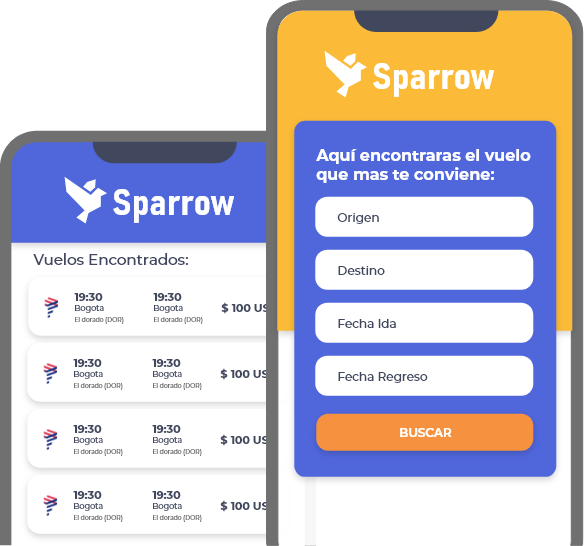 Sparrow
Vuelos Encontrados:
19:30 19:30
Bogota Bogota $ 100 US
El dorado (DOR) El dorado (DOR)
19:30 19:30
Bogota Bogota $ 100 US
El dorado (DOR) El dorado (DOR)
19:30 19:30
Bogota Bogota $ 100 US
El dorado (DOR) El dorado (DOR)
19:30 19:30
Bogota Bogota $ 100 US
El dorado (DOR) El dorado (DOR)
Sparrow
Aquí encontraras el vuelo
que mas te conviene:
Origen
Destino
Fecha Ida
Fecha Regreso
BUSCAR